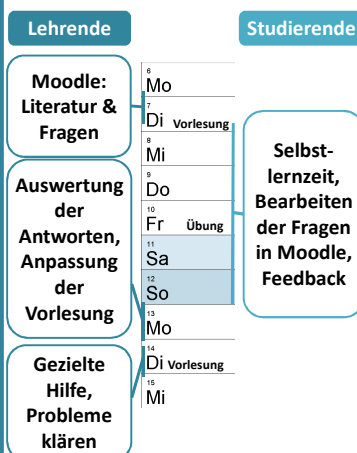 Lehrende
Studierende
Moodle:
Literatur &
Fragen
Auswertung
der
Antworten,
Anpassung
der
Vorlesung
Gezielte
Hilfe,
Probleme
klären
6
Mo
7
Di Vorlesung
8
Mi
9
Do
10
Fr Übung
11
Sa
12
So
13
Mo
14
Di Vorlesung
15
Mi
Selbst-
lernzeit,
Bearbeiten
der Fragen
in Moodle,
Feedback